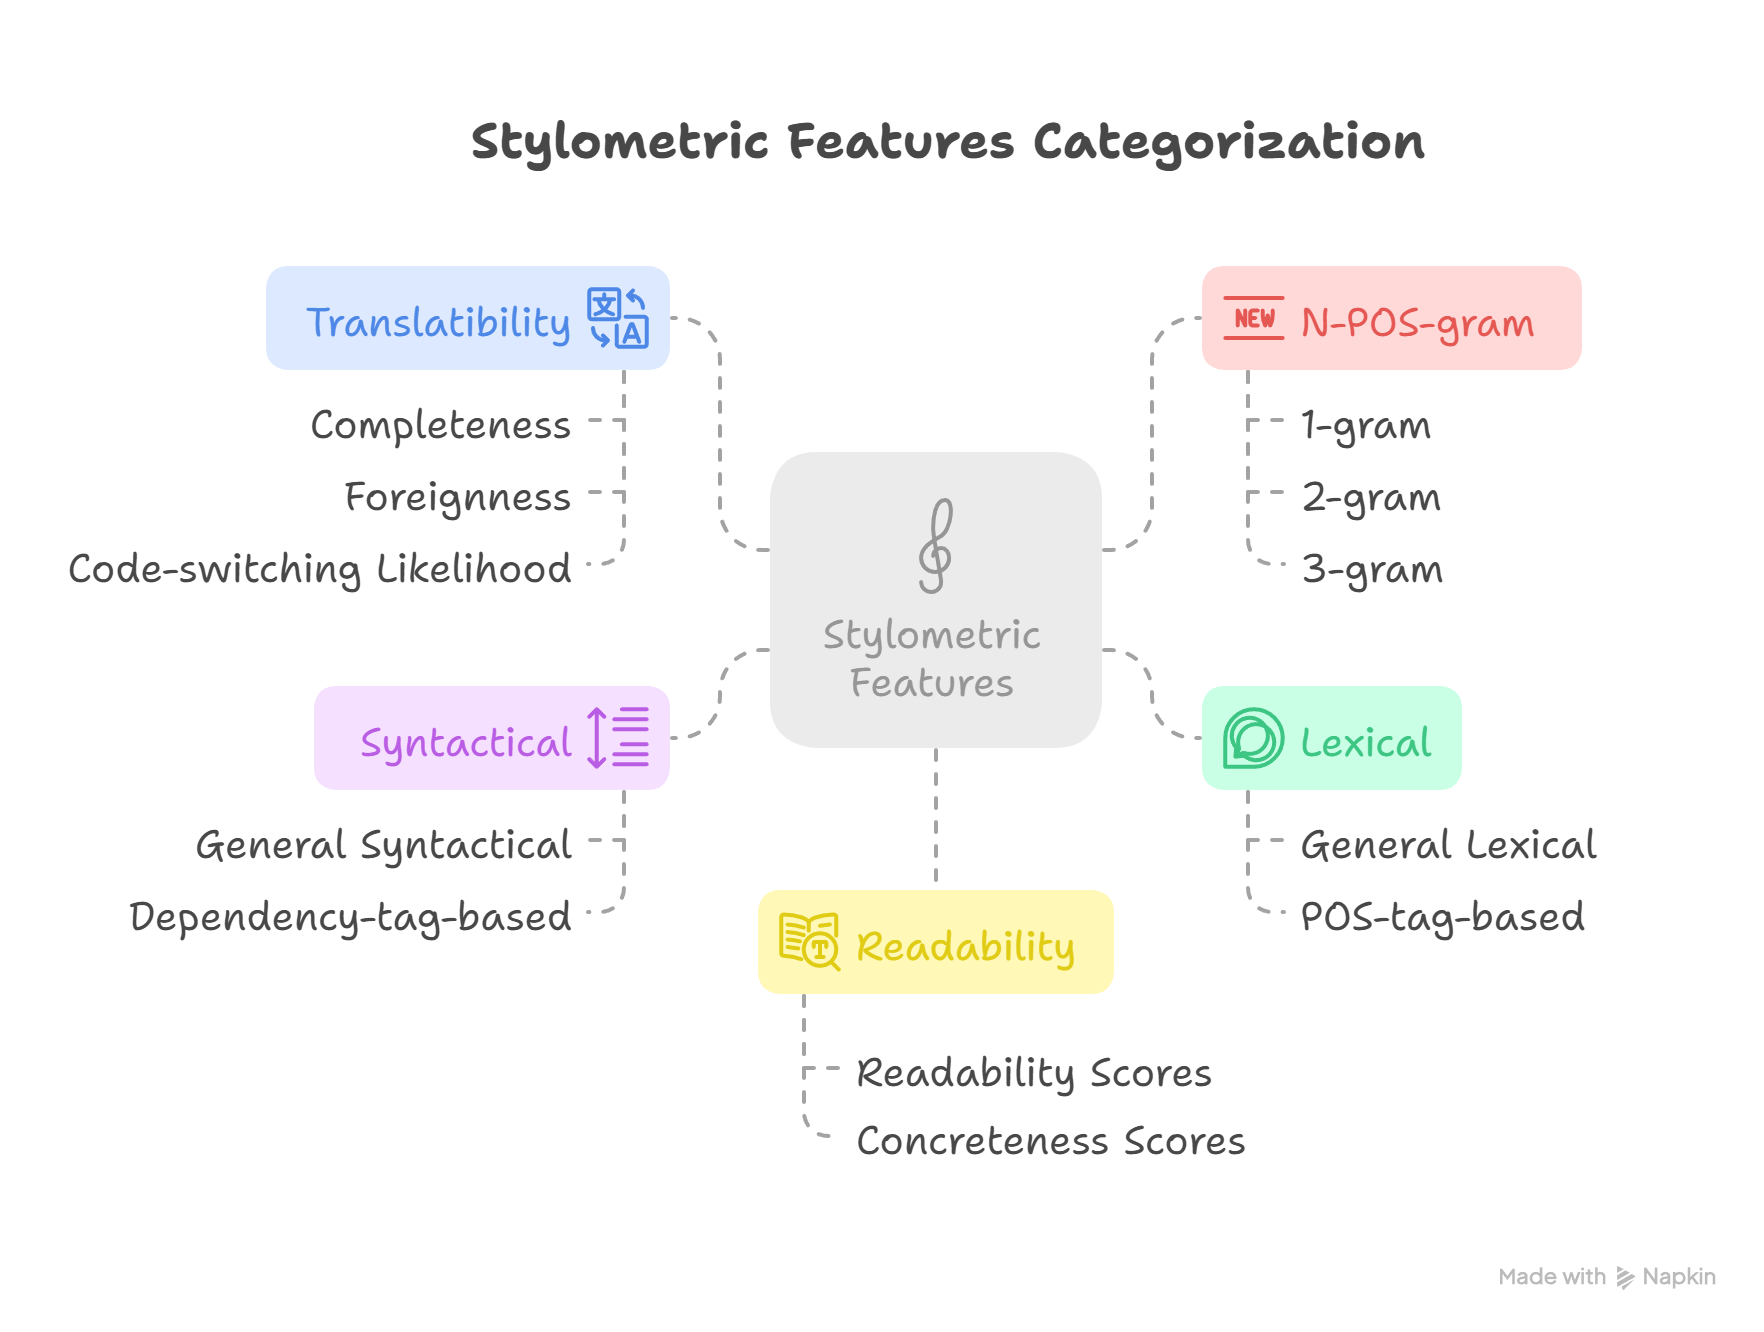 Stylometric Features Categorization
Translatibility
Completeness
Foreignness
Code-switching Likelihood
Syntactical
General Syntactical
Dependency-tag-based
Stylometric
Features
Readability
Readability Scores
Concreteness Scores
NEW N-POS-gram
1-gram
2-gram
3-gram
Lexical
General Lexical
POS-tag-based
文
A
T
Made with Napkin